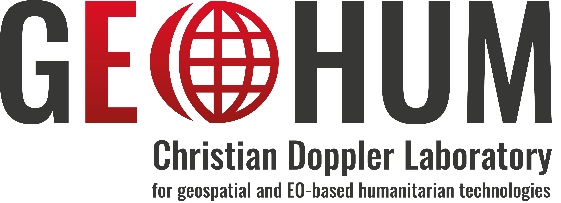 GEOHUM
Christian Doppler Laboratory
for geospatial and EO-based humanitarian technologies